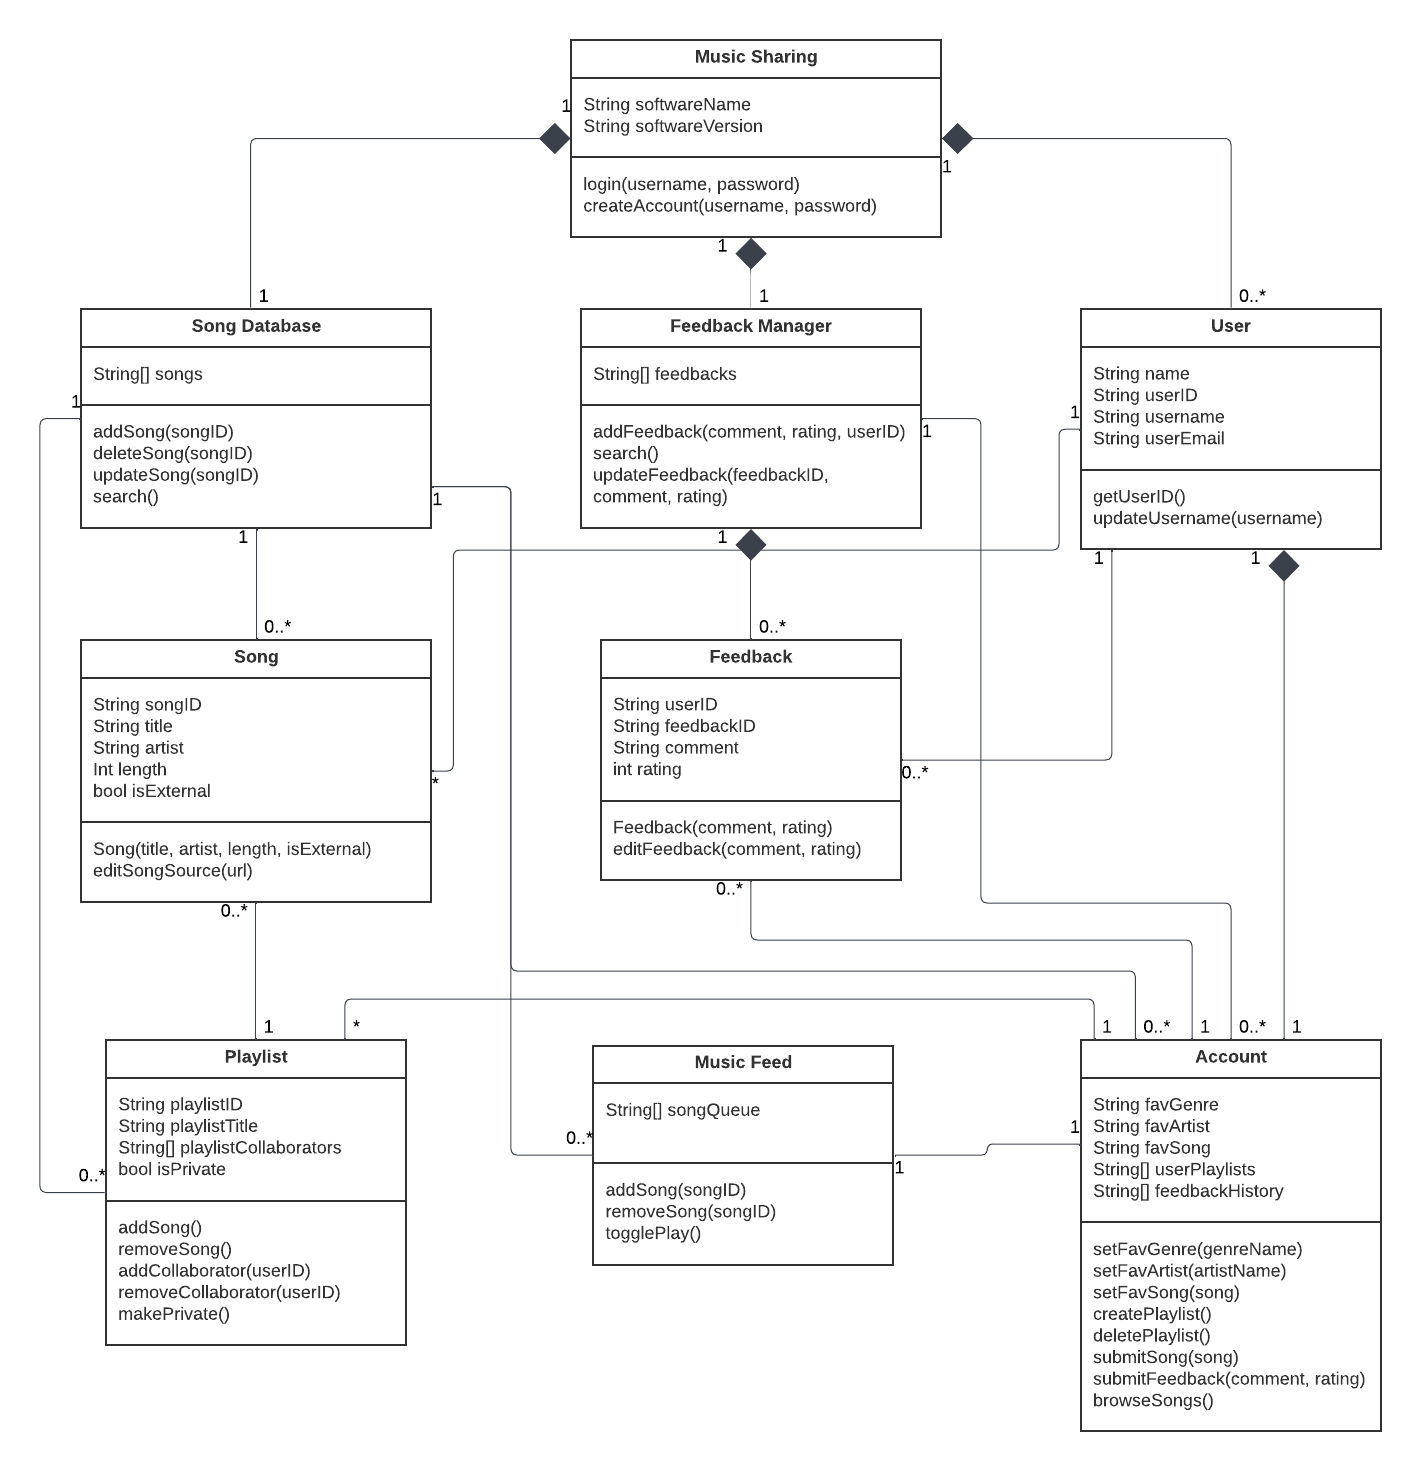 Music Sharing
1
String softwareName
String softwareVersion
1
login(username, password)
createAccount(username, password)
1
1
1
0..*
Song Database
String[] songs
1
addSong(songID)
deleteSong(songID)
updateSong(songID)
search()
1
1
Feedback Manager
String[] feedbacks
addFeedback(comment, rating, userID)
search()
updateFeedback(feedbackID,
comment, rating)
1
1
User
String name
String userID
String username
String userEmail
1
getUserID()
updateUsername(username)
1
1
0..*
0..*
Song
String songID
String title
String artist
Int length
bool isExternal
*
Song(title, artist, length, isExternal)
editSongSource(url)
0..*
Feedback
String userID
String feedbackID
String comment
int rating
0..*
Feedback(comment, rating)
editFeedback(comment, rating)
0..*
1
*
1
0..*
1
0..*
1
Playlist
String playlistID
String playlistTitle
String[] playlistCollaborators
bool isPrivate
0..*
addSong()
removeSong()
addCollaborator(userID)
removeCollaborator(userID)
makePrivate()
Music Feed
String[] songQueue
0..*
1
addSong(songID)
removeSong(songID)
togglePlay()
Account
String favGenre
String favArtist
1
String favSong
String[] userPlaylists
String[] feedbackHistory
setFavGenre(genreName)
setFavArtist(artistName)
setFavSong(song)
createPlaylist()
deletePlaylist()
submitSong(song)
submitFeedback(comment, rating)
browseSongs()